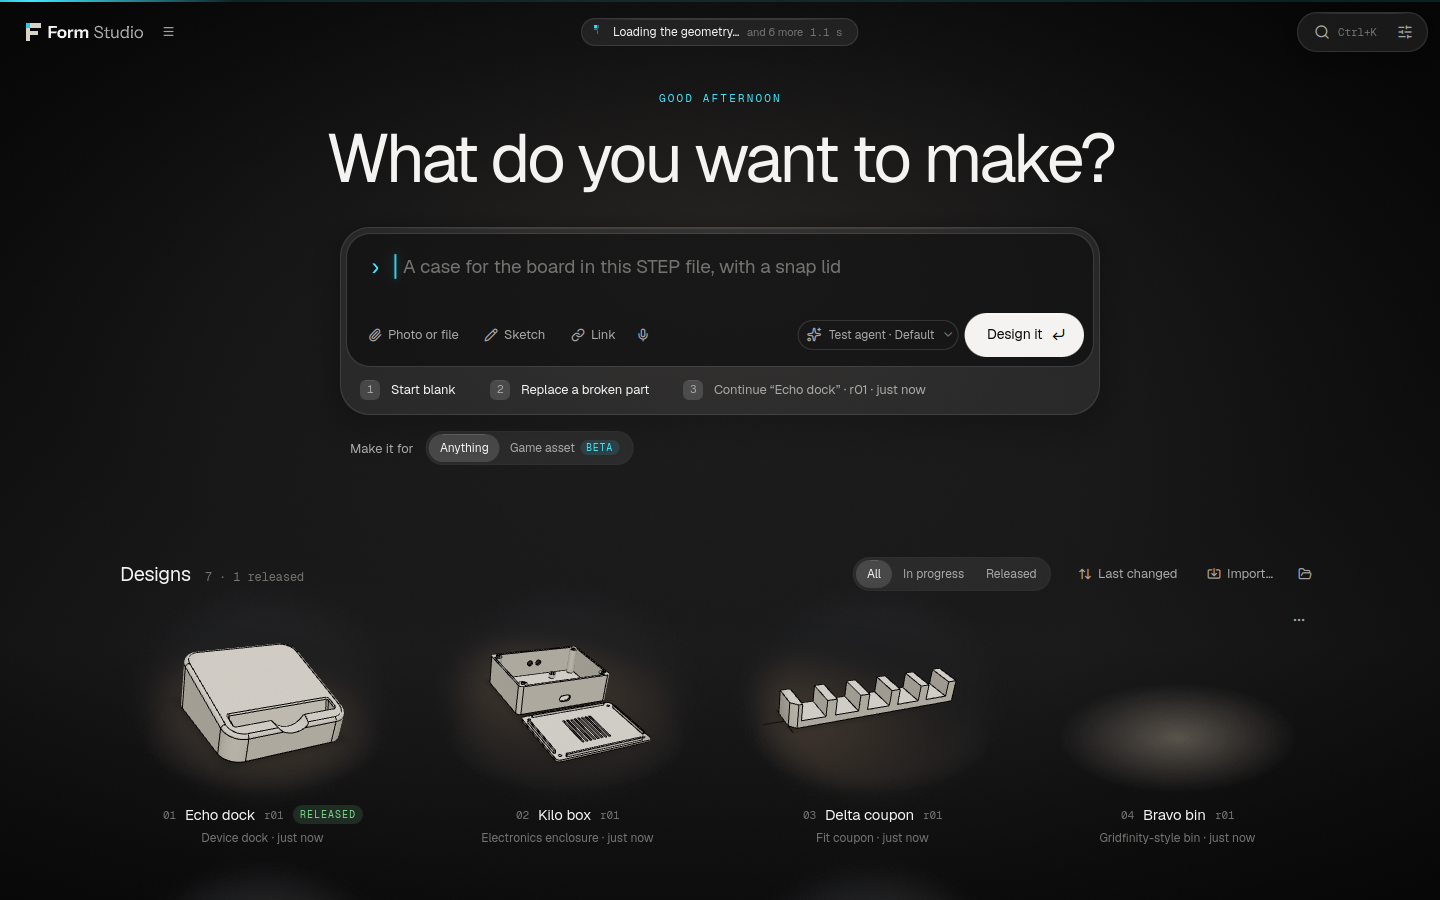 Form Studio
Loading the geometry... and 6 more 1.1 s
Ctrl+K
GOOD AFTERNOON
What do you want to make?
› A case for the board in this STEP file, with a snap lid
Photo or file Sketch Link Test agent · Default Design it
1 Start blank 2 Replace a broken part 3 Continue “Echo dock” · r01 · just now
Make it for Anything Game asset BETA
Designs 7 · 1 released All In progress Released Last changed Import...
01 Echo dock r01 RELEASED
Device dock · just now
02 Kilo box r01
Electronics enclosure · just now
03 Delta coupon r01
Fit coupon · just now
04 Bravo bin r01
Gridfinity-style bin · just now